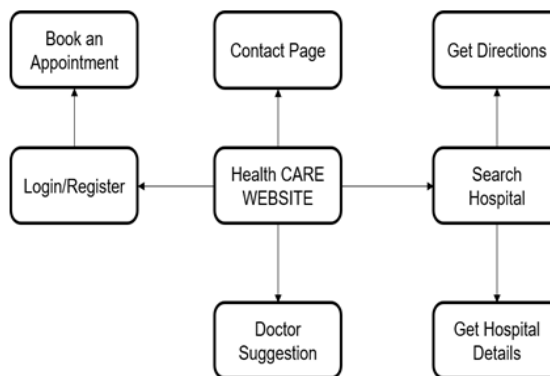 Book an
Appointment
Contact Page
Get Directions
Login/Register
Health CARE
WEBSITE
Search
Hospital
Doctor
Suggestion
Get Hospital
Details